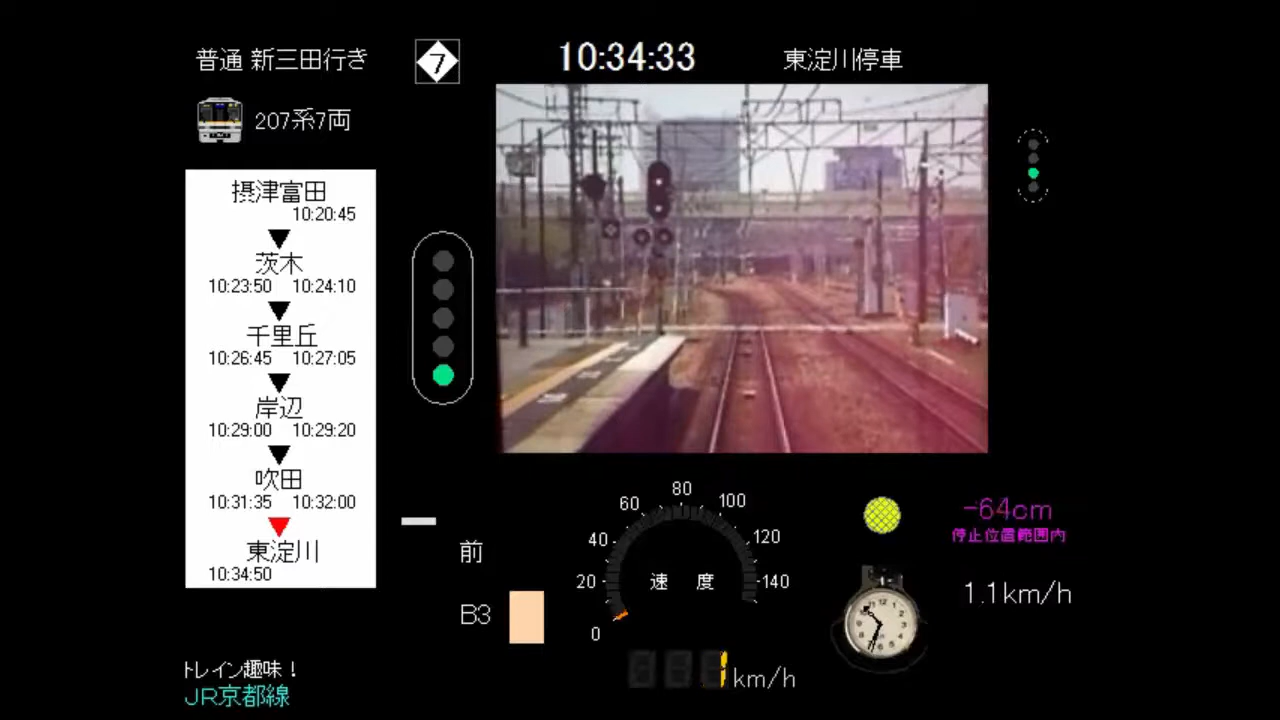 普通 新三田行き
7
10:34:33
東淀川停車
207系7両
摂津富田
10:20:45
茨木
10:23:50 10:24:10
千里丘
10:26:45 10:27:05
岸辺
10:29:00 10:29:20
吹田
10:31:35 10:32:00
東淀川
10:34:50
前
B3
0 20 40 60 80 100 120 140
速 度
1 km/h
-64cm
停止位置範囲内
1.1km/h
トレイン趣味！
JR京都線